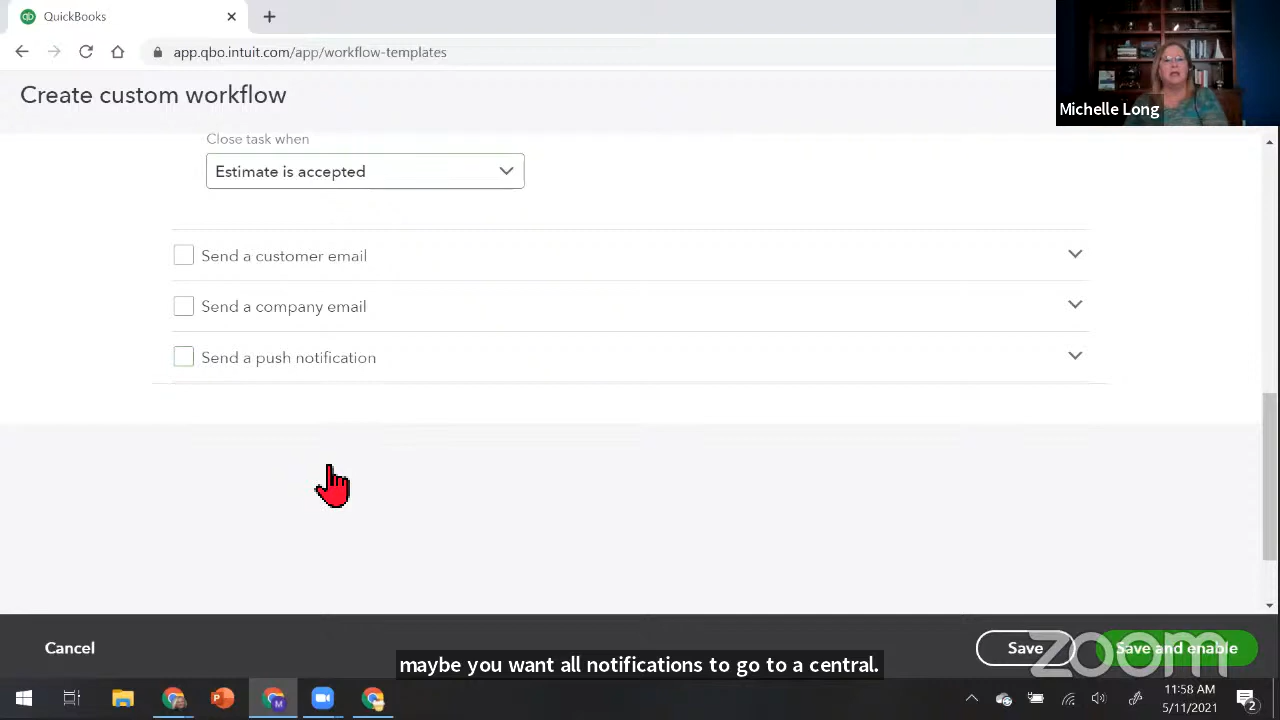 QuickBooks
app.qbo.intuit.com/app/workflow-templates
Create custom workflow
Michelle Long
Close task when
Estimate is accepted
Send a customer email
Send a company email
Send a push notification
Cancel
Save
Save and enable
zoom
maybe you want all notifications to go to a central.
11:58 AM
5/11/2021
2